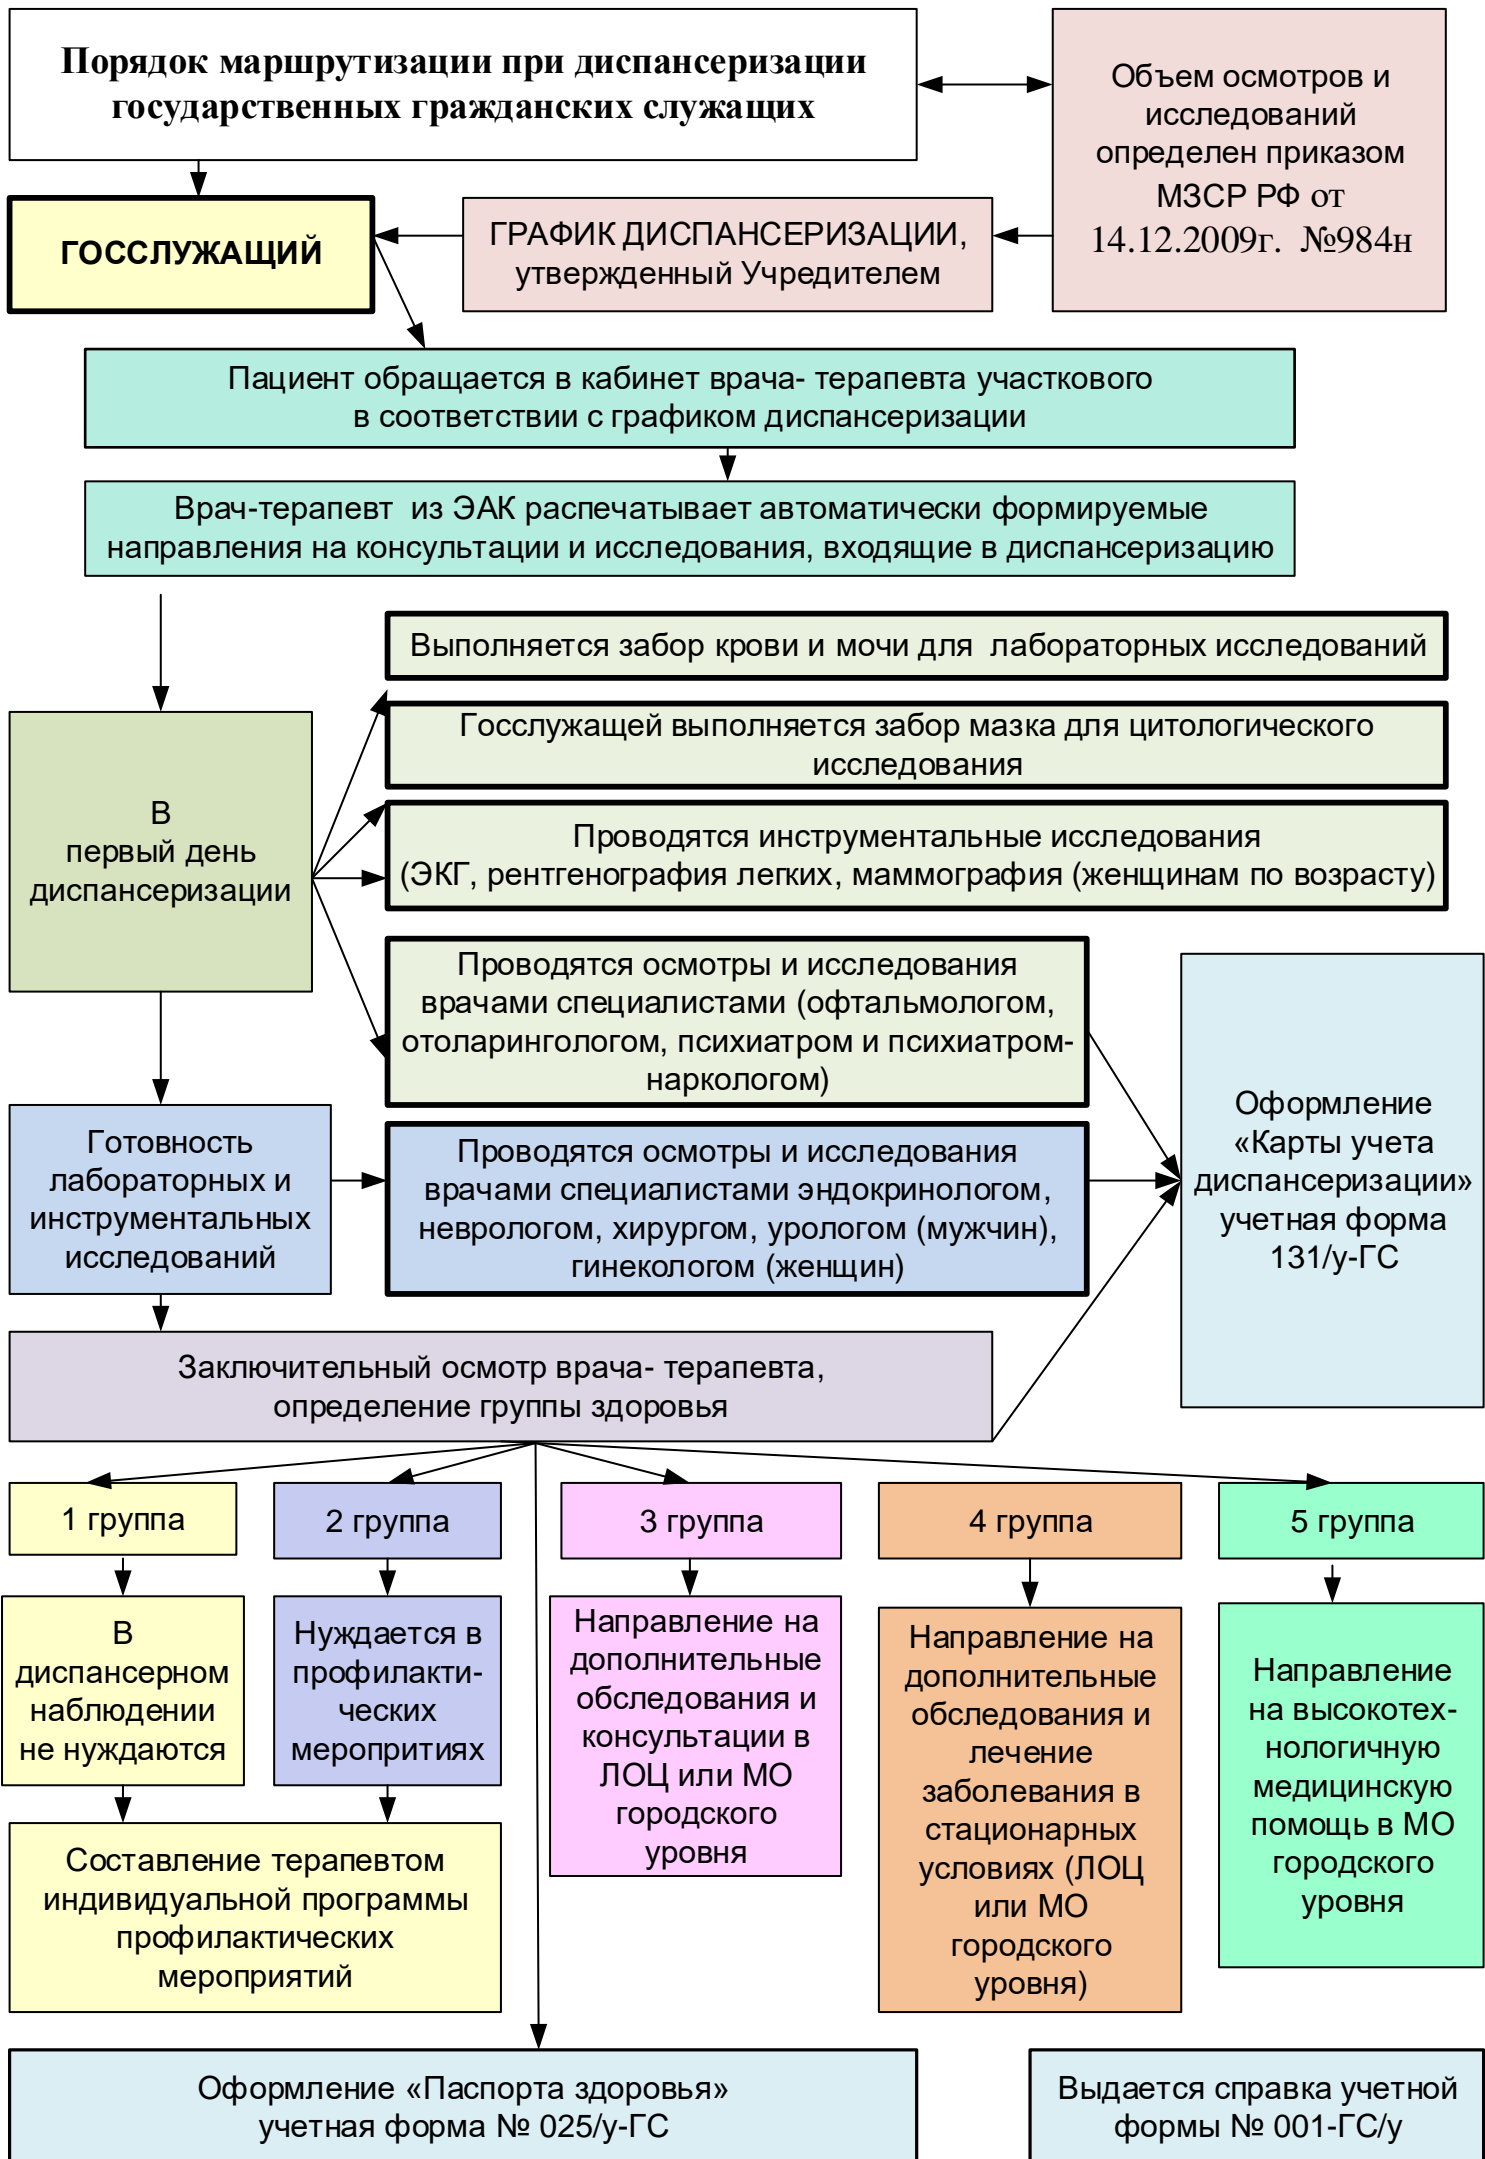 Порядок маршрутизации при диспансеризации
государственных гражданских служащих
Объем осмотров и
исследований
определен приказом
МЗСР РФ от
14.12.2009г.  №984н
ГОССЛУЖАЩИЙ
ГРАФИК ДИСПАНСЕРИЗАЦИИ,
утвержденный Учредителем
Пациент обращается в кабинет врача- терапевта участкового
в соответствии с графиком диспансеризации
Врач-терапевт  из ЭАК распечатывает автоматически формируемые
направления на консультации и исследования, входящие в диспансеризацию
Выполняется забор крови и мочи для  лабораторных исследований
Госслужащей выполняется забор мазка для цитологического
исследования
В
первый день
диспансеризации
Проводятся инструментальные исследования
(ЭКГ, рентгенография легких, маммография (женщинам по возрасту)
Проводятся осмотры и исследования
врачами специалистами (офтальмологом,
отоларингологом, психиатром и психиатром-
наркологом)
Готовность
лабораторных и
инструментальных
исследований
Проводятся осмотры и исследования
врачами специалистами эндокринологом,
неврологом, хирургом, урологом (мужчин),
гинекологом (женщин)
Оформление
«Карты учета
диспансеризации»
учетная форма
131/у-ГС
Заключительный осмотр врача- терапевта,
определение группы здоровья
1 группа
2 группа
3 группа
4 группа
5 группа
В
диспансерном
наблюдении
не нуждаются
Нуждается в
профилакти-
ческих
меропритиях
Направление на
дополнительные
обследования и
консультации в
ЛОЦ или МО
городского
уровня
Направление на
дополнительные
обследования и
лечение
заболевания в
стационарных
условиях (ЛОЦ
или МО
городского
уровня)
Направление
на высокотех-
нологичную
медицинскую
помощь в МО
городского
уровня
Составление терапевтом
индивидуальной программы
профилактических
мероприятий
Оформление «Паспорта здоровья»
учетная форма № 025/у-ГС
Выдается справка учетной
формы № 001-ГС/у